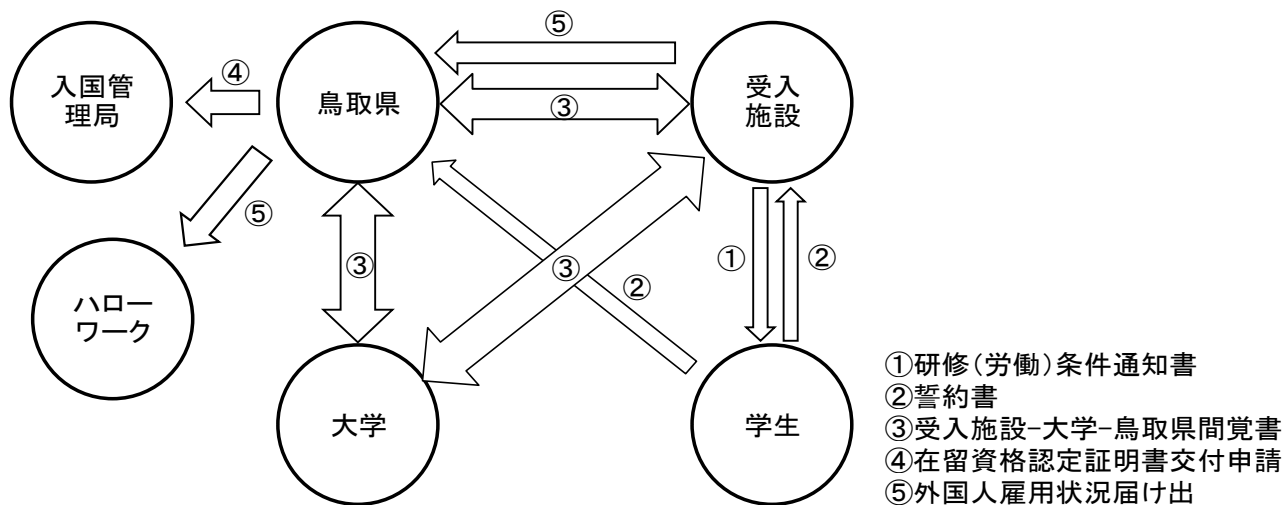 ⑤
入国管
理局
④
鳥取県
③
受入
施設
⑤
ハロー
ワーク
③
③
②
①
②
大学
学生
①研修(労働)条件通知書
②誓約書
③受入施設-大学-鳥取県間覚書
④在留資格認定証明書交付申請
⑤外国人雇用状況届け出